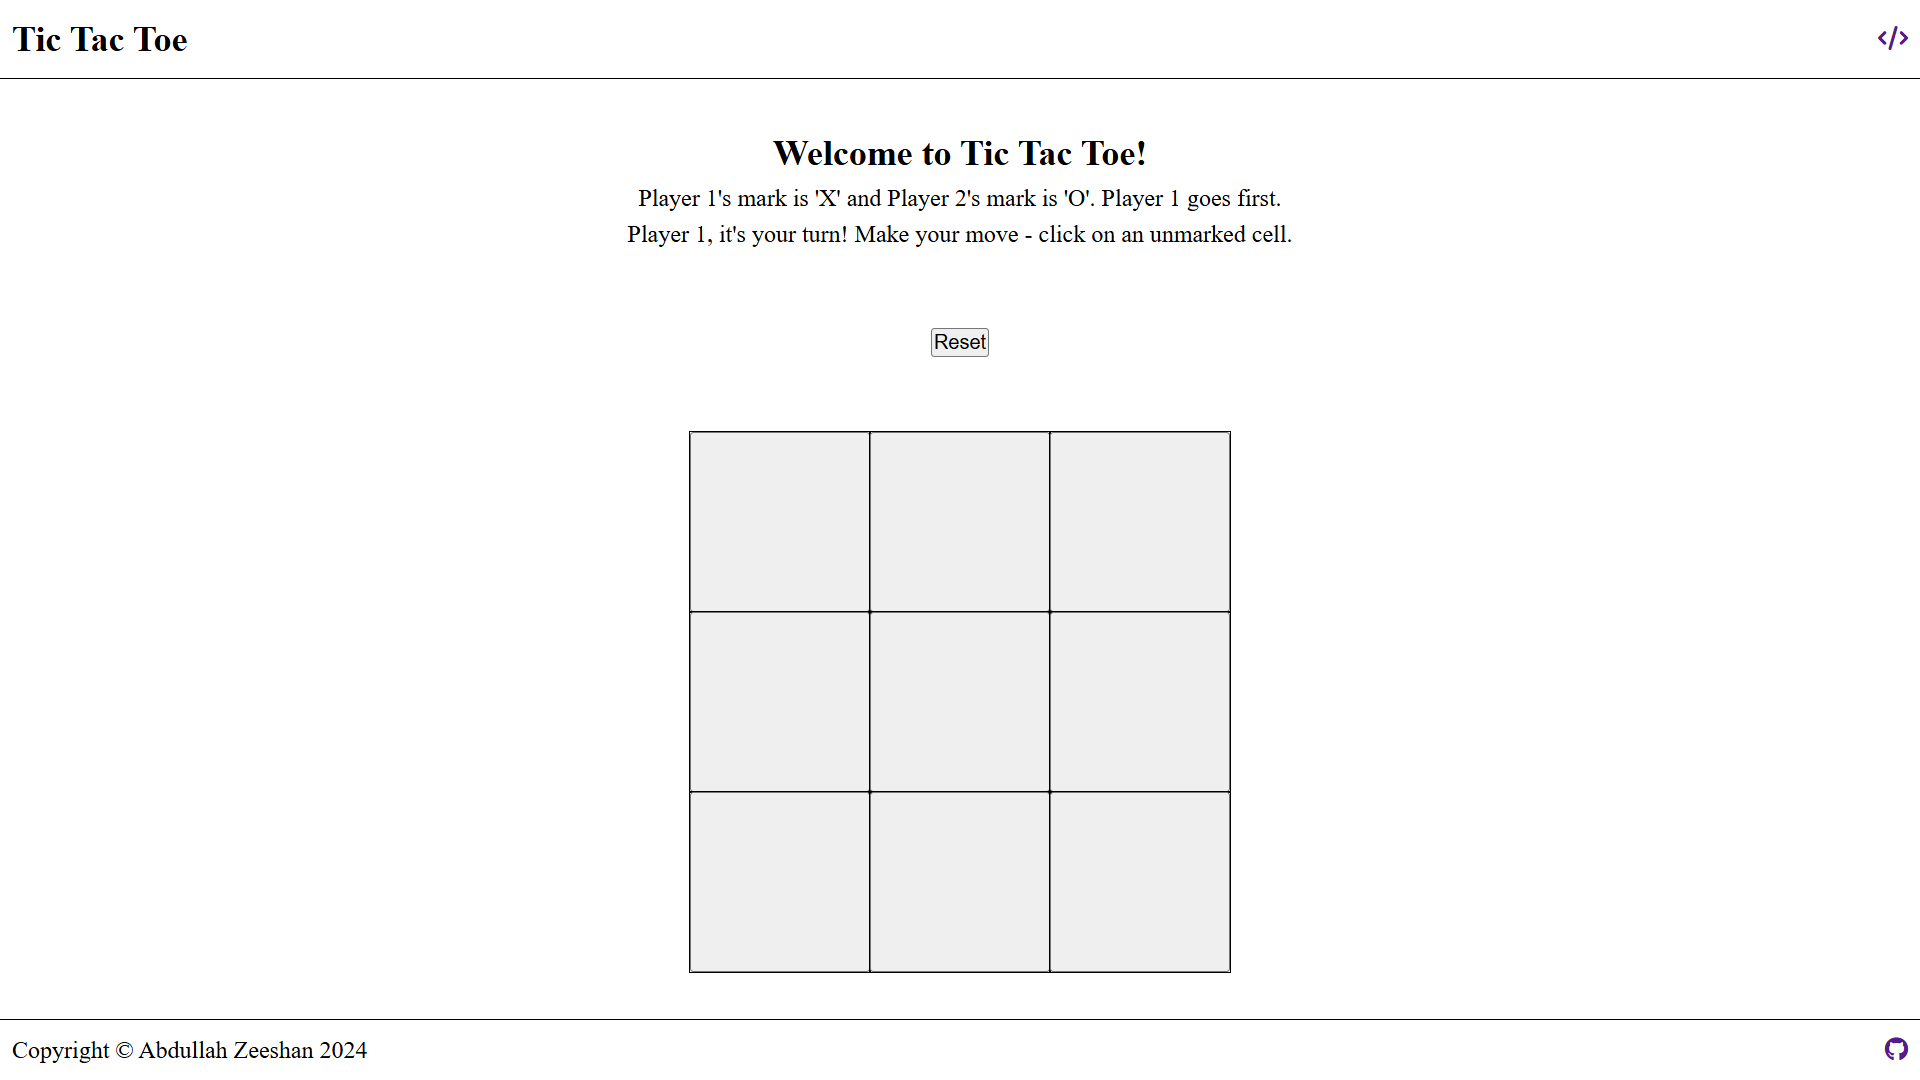 Tic Tac Toe
Welcome to Tic Tac Toe!
Player 1's mark is 'X' and Player 2's mark is 'O'. Player 1 goes first.
Player 1, it's your turn! Make your move - click on an unmarked cell.
Reset
Copyright © Abdullah Zeeshan 2024